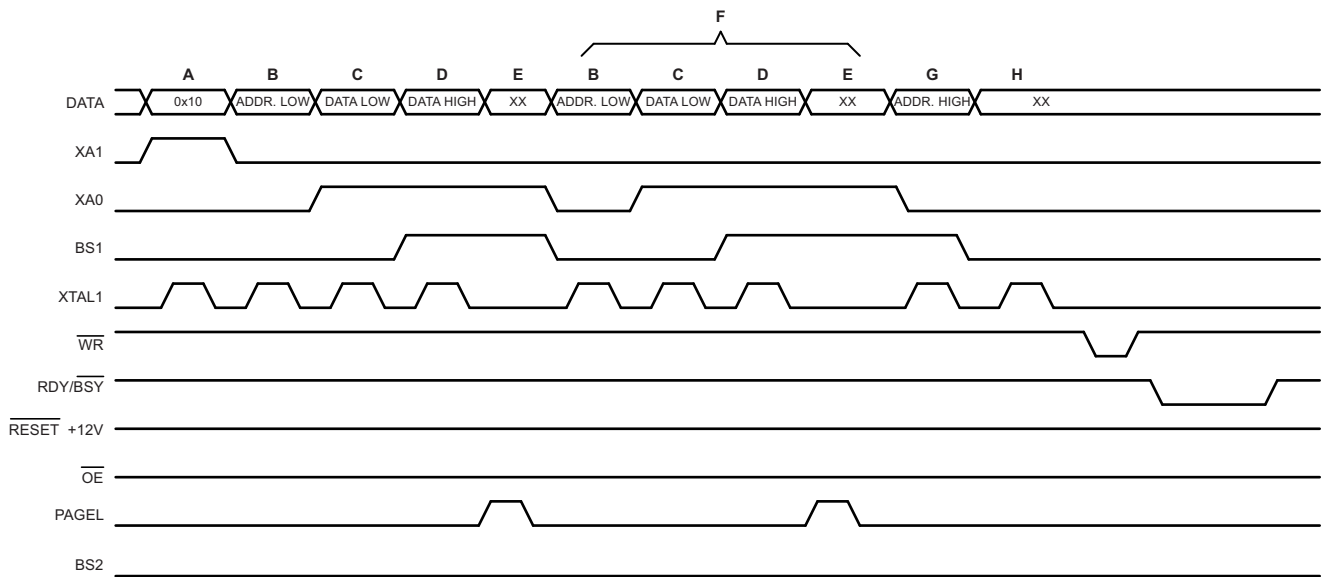 F
A B C D E B C D E G H
DATA 0x10 ADDR. LOW DATA LOW DATA HIGH XX ADDR. LOW DATA LOW DATA HIGH XX ADDR. HIGH XX
XA1
XA0
BS1
XTAL1
WR
RDY/BSY
RESET +12V
OE
PAGEL
BS2